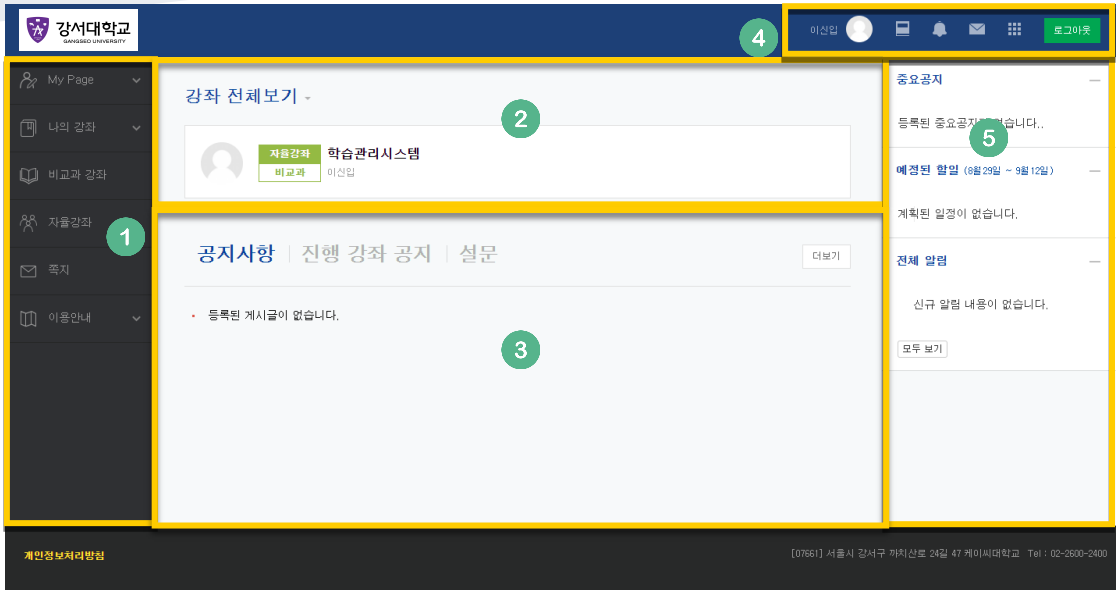 강서대학교
GANGSEO UNIVERSITY
4
이신입
로그아웃
My Page
나의 강좌
비교과 강좌
자율강좌
1
쪽지
이용안내
강좌 전체보기
2
자율강좌
비교과
학습관리시스템
이신입
공지사항 진행 강좌 공지 설문
더보기
등록된 게시글이 없습니다.
3
중요공지
등록된 중요공지 없습니다..
5
예정된 할일 (8월 29일 ~ 9월 12일)
계획된 일정이 없습니다.
전체 알림
신규 알림 내용이 없습니다.
모두 보기
개인정보처리방침
[07661] 서울시 강서구 까치산로 24길 47 케이씨대학교 Tel : 02-2600-2400